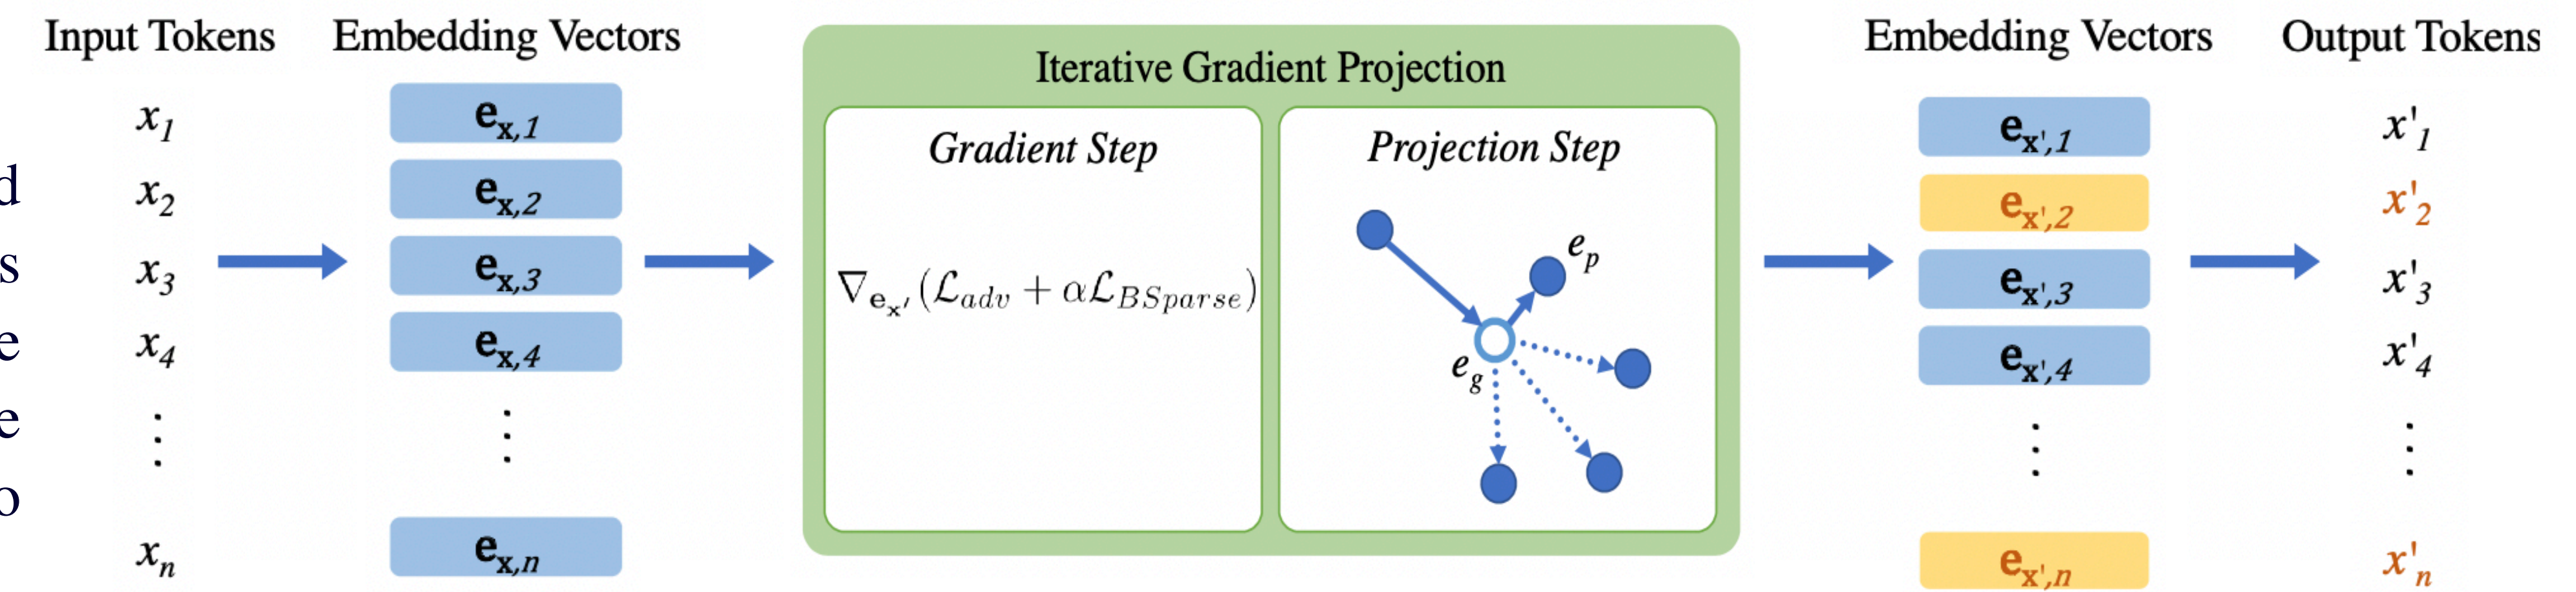 Input Tokens
x1
x2
x3
x4
⋮
xn
Embedding Vectors
ex,1
ex,2
ex,3
ex,4
⋮
ex,n
Iterative Gradient Projection
Gradient Step
∇ex′(ℒadv + αℒBSparse)
Projection Step
ep
eg
Embedding Vectors
ex',1
ex',2
ex',3
ex',4
⋮
ex',n
Output Tokens
x'1
x'2
x'3
x'4
⋮
x'n
d
s
e
e
o